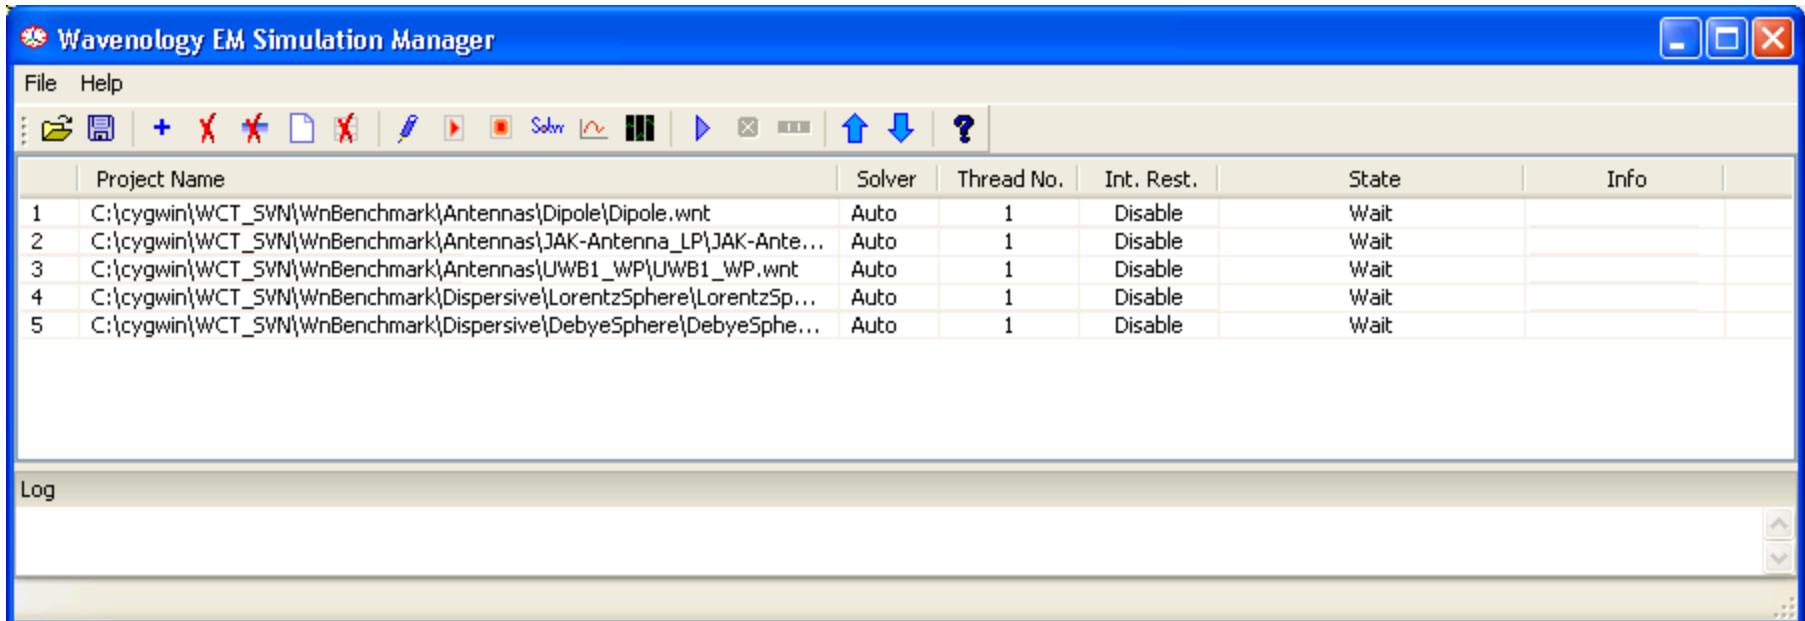 Wavenology EM Simulation Manager
File Help
Solvr
Project Name Solver Thread No. Int. Rest. State Info
1 C:\cygwin\WCT_SVN\WnBenchmark\Antennas\Dipole\Dipole.wnt Auto 1 Disable Wait
2 C:\cygwin\WCT_SVN\WnBenchmark\Antennas\JAK-Antenna_LP\JAK-Ante... Auto 1 Disable Wait
3 C:\cygwin\WCT_SVN\WnBenchmark\Antennas\UWB1_WP\UWB1_WP.wnt Auto 1 Disable Wait
4 C:\cygwin\WCT_SVN\WnBenchmark\Dispersive\LorentzSphere\LorentzSp... Auto 1 Disable Wait
5 C:\cygwin\WCT_SVN\WnBenchmark\Dispersive\DebyeSphere\DebyeSphe... Auto 1 Disable Wait
Log